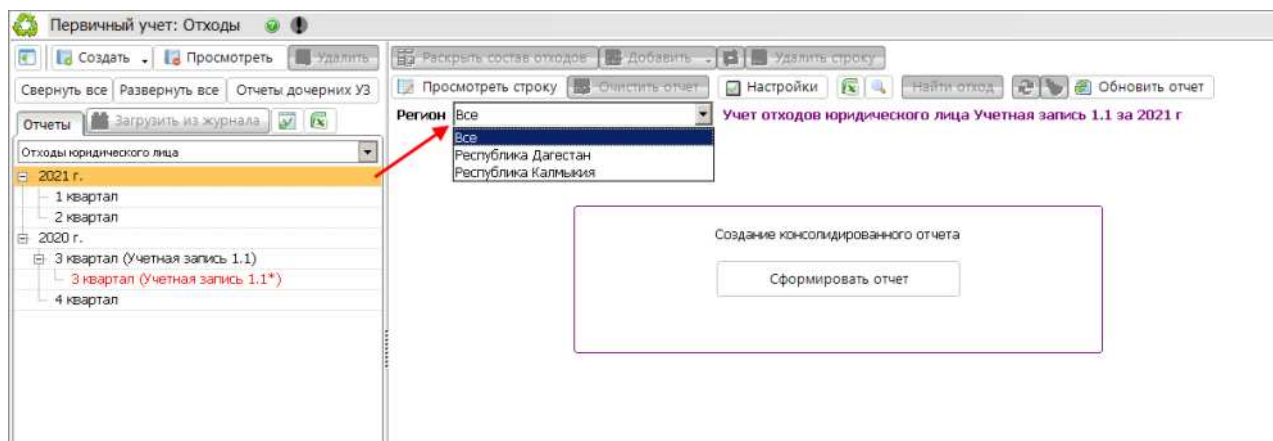 Первичный учет: Отходы
Создать Просмотреть Удалить
Свернуть все Развернуть все Отчеты дочерних УЗ
Отчеты Загрузить из журнала
Отходы юридического лица
2021 г.
1 квартал
2 квартал
2020 г.
3 квартал (Учетная запись 1.1)
3 квартал (Учетная запись 1.1*)
4 квартал
Раскрыть состав отходов Добавить Удалить строку
Просмотреть строку Очистить отчет Настройки Найти отход Обновить отчет
Регион Все Учет отходов юридического лица Учетная запись 1.1 за 2021 г
Все
Республика Дагестан
Республика Калмыкия
Создание консолидированного отчета
Сформировать отчет